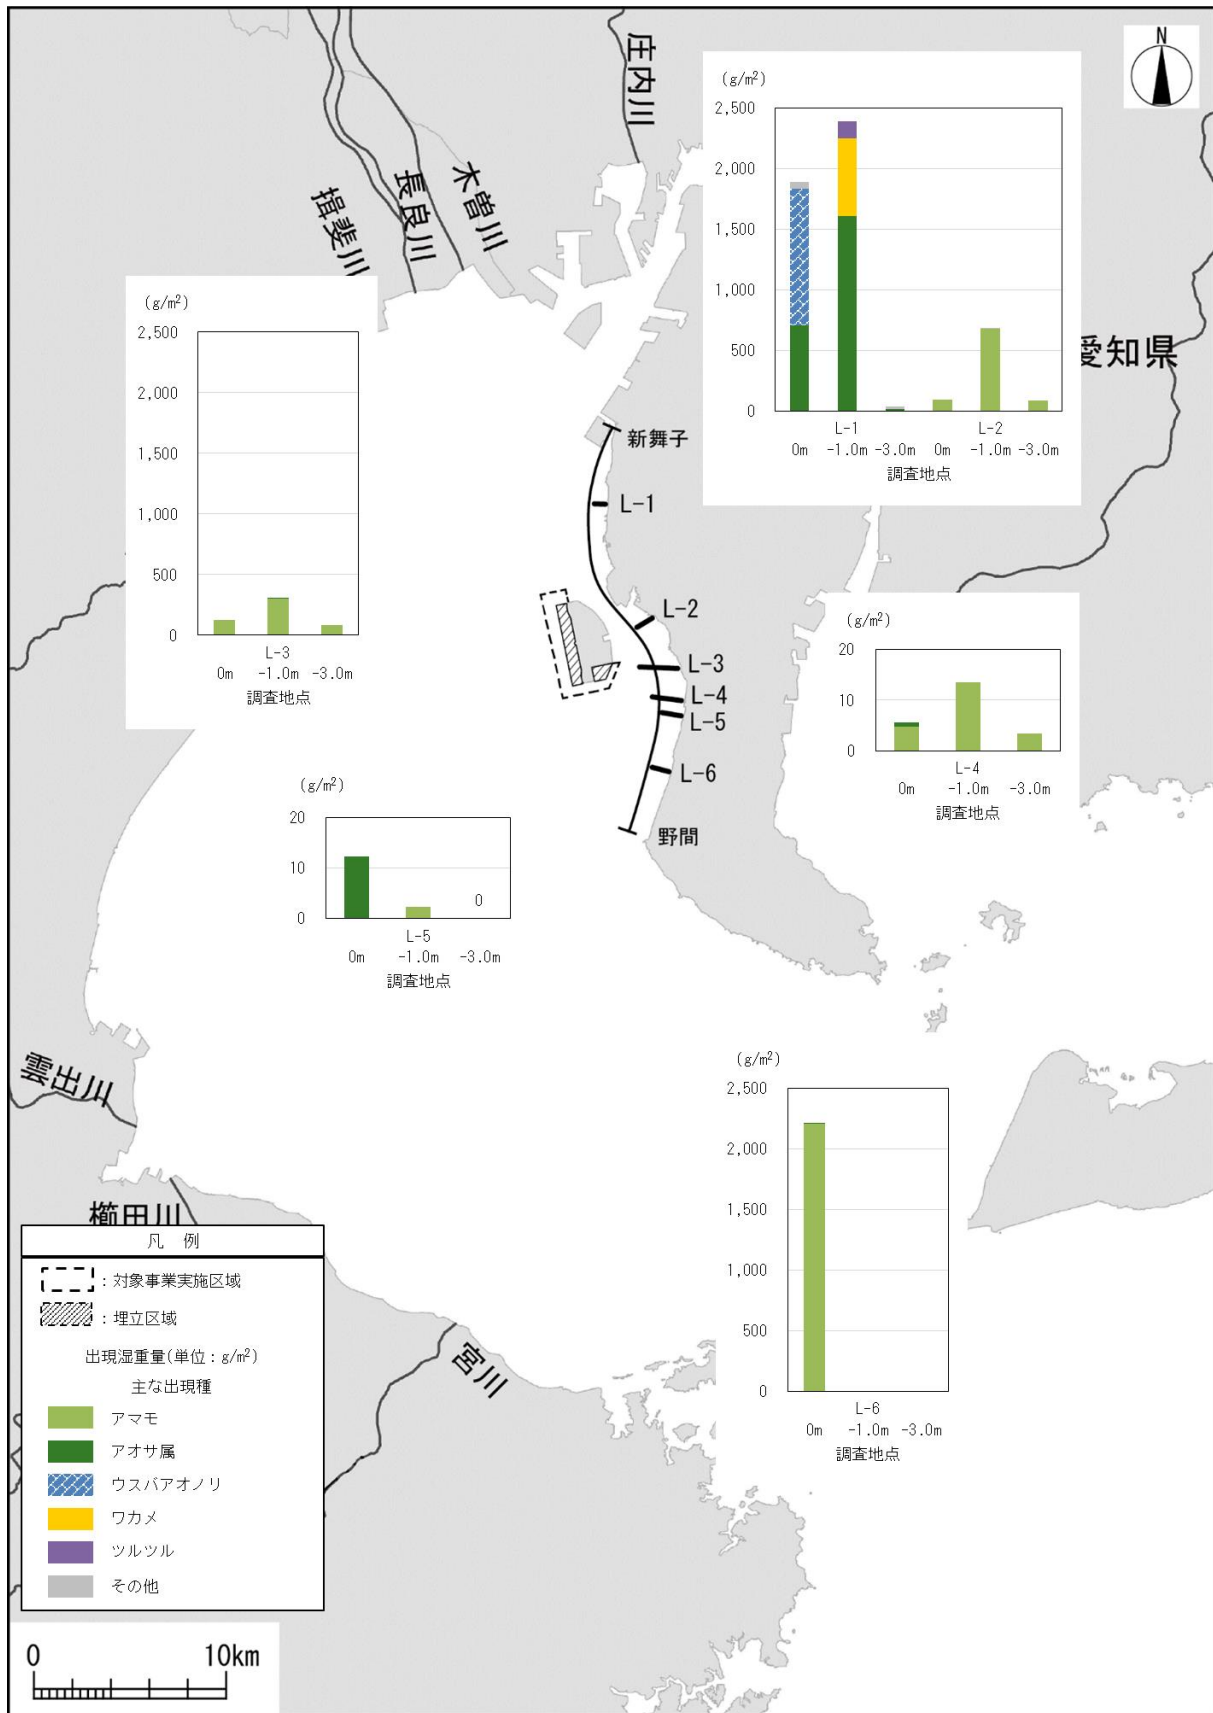 N
庄内川
木曽川
長良川
揖斐川
(g/m²)
2,500
2,000
1,500
1,000
500
0
L-1
L-2
0m
-1.0m
-3.0m
0m
-1.0m
-3.0m
調査地点
愛知県
(g/m²)
2,500
2,000
1,500
1,000
500
0
L-3
0m
-1.0m
-3.0m
調査地点
新舞子
L-1
L-2
L-3
L-4
L-5
L-6
野間
(g/m²)
20
10
0
L-4
0m
-1.0m
-3.0m
調査地点
(g/m²)
20
10
0
0
L-5
0m
-1.0m
-3.0m
調査地点
(g/m²)
2,500
2,000
1,500
1,000
500
0
L-6
0m
-1.0m
-3.0m
調査地点
雲出川
櫛田川
宮川
凡 例
：対象事業実施区域
：埋立区域
出現湿重量(単位：g/m²)
主な出現種
アマモ
アオサ属
ウスバアオノリ
ワカメ
ツルツル
その他
0
10km